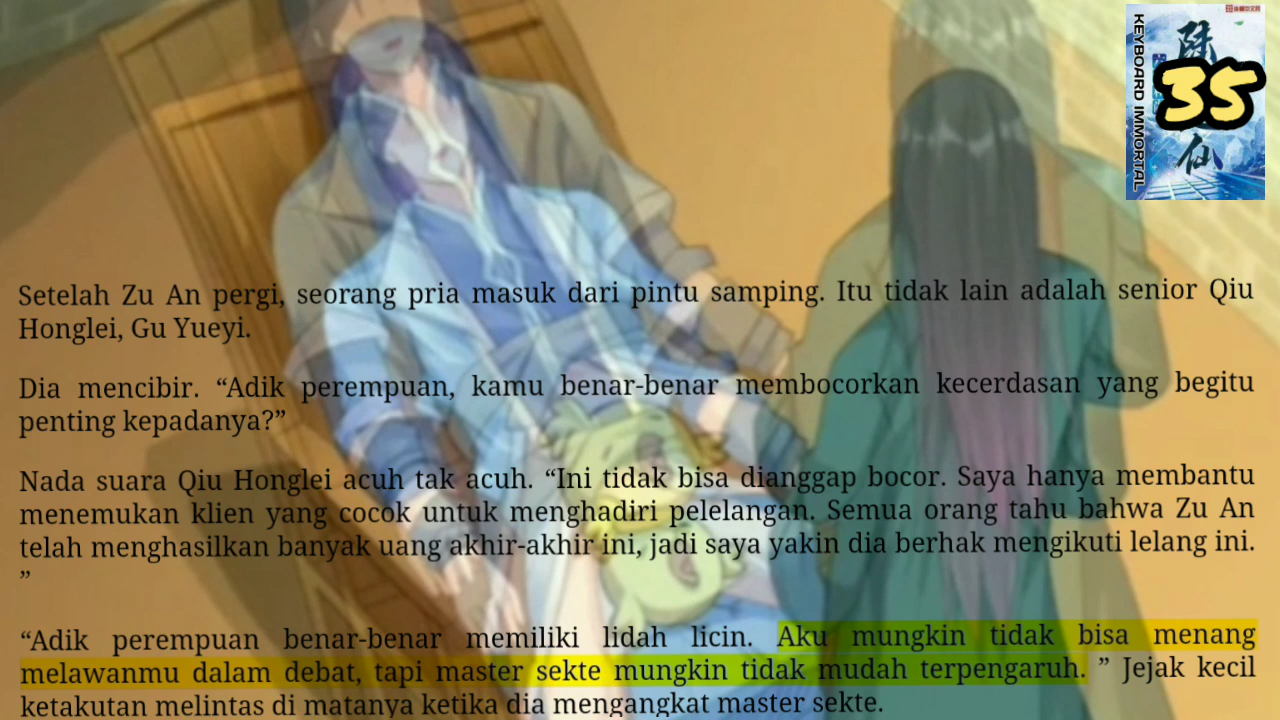 KEYBOARD IMMORTAL
陆
仙
35
Setelah Zu An pergi, seorang pria masuk dari pintu samping. Itu tidak lain adalah senior Qiu
Honglei, Gu Yueyi.
Dia mencibir. “Adik perempuan, kamu benar-benar membocorkan kecerdasan yang begitu
penting kepadanya?”
Nada suara Qiu Honglei acuh tak acuh. “Ini tidak bisa dianggap bocor. Saya hanya membantu
menemukan klien yang cocok untuk menghadiri pelelangan. Semua orang tahu bahwa Zu An
telah menghasilkan banyak uang akhir-akhir ini, jadi saya yakin dia berhak mengikuti lelang ini.
”
“Adik perempuan benar-benar memiliki lidah licin. Aku mungkin tidak bisa menang
melawanmu dalam debat, tapi master sekte mungkin tidak mudah terpengaruh. ” Jejak kecil
ketakutan melintas di matanya ketika dia mengangkat master sekte.